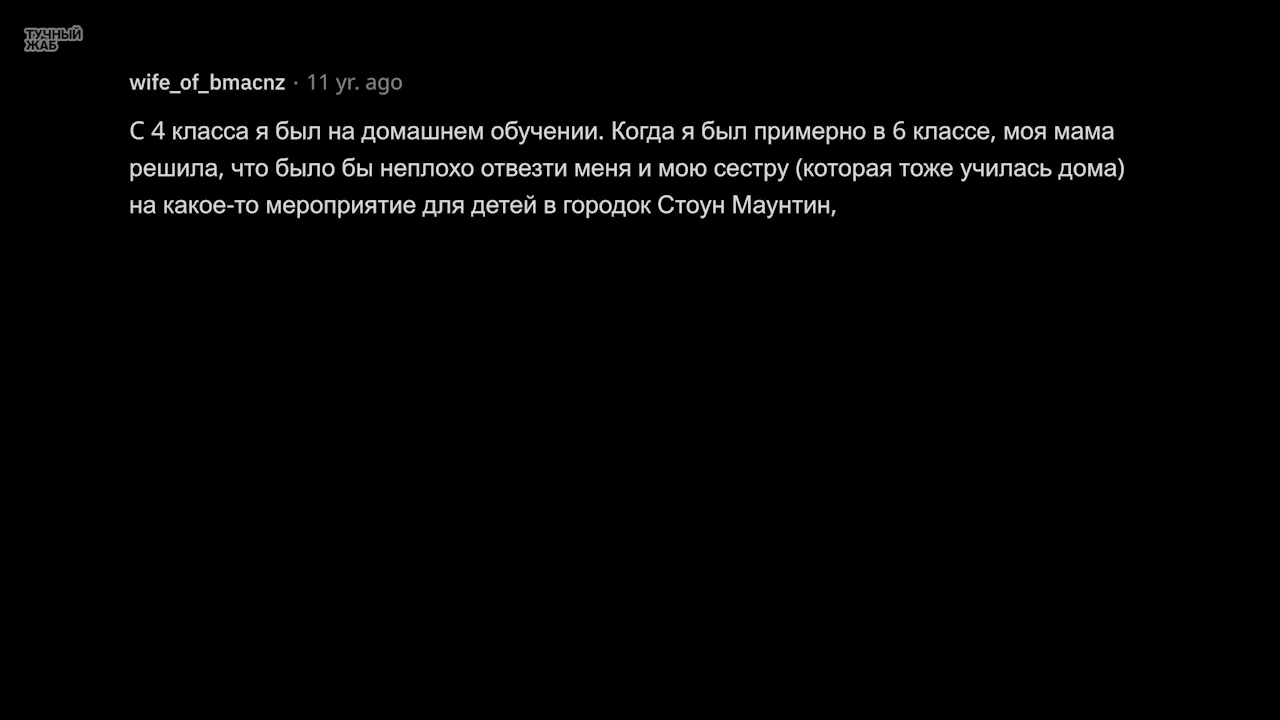 ТУЧНЫЙ
ЖАБ
wife_of_bmacnz · 11 yr. ago
С 4 класса я был на домашнем обучении. Когда я был примерно в 6 классе, моя мама
решила, что было бы неплохо отвезти меня и мою сестру (которая тоже училась дома)
на какое-то мероприятие для детей в городок Стоун Маунтин,